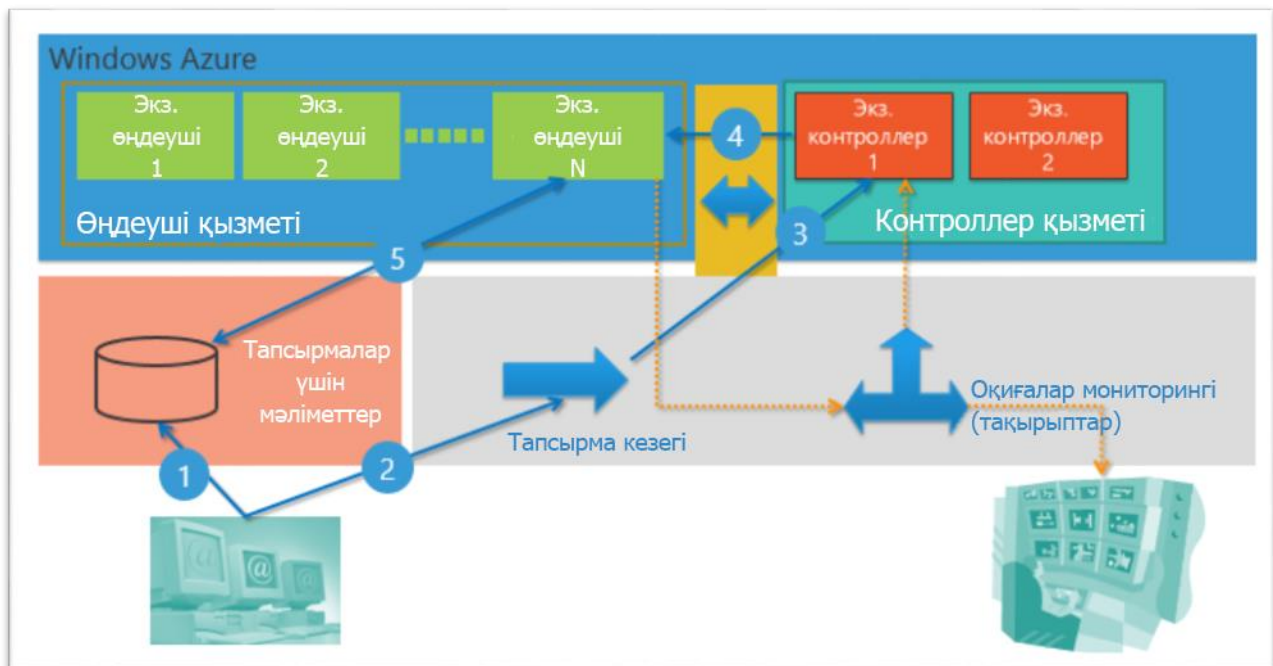 Windows Azure
Экз.
өңдеуші
1
Экз.
өңдеуші
2
Экз.
өңдеуші
N
4
Экз.
контроллер
1
Экз.
контроллер
2
Өңдеуші қызметі
3
Контроллер қызметі
5
Тапсырмалар
үшін
мәліметтер
Оқиғалар мониторингі
(тақырыптар)
Тапсырма кезегі
1
2
@
@
@